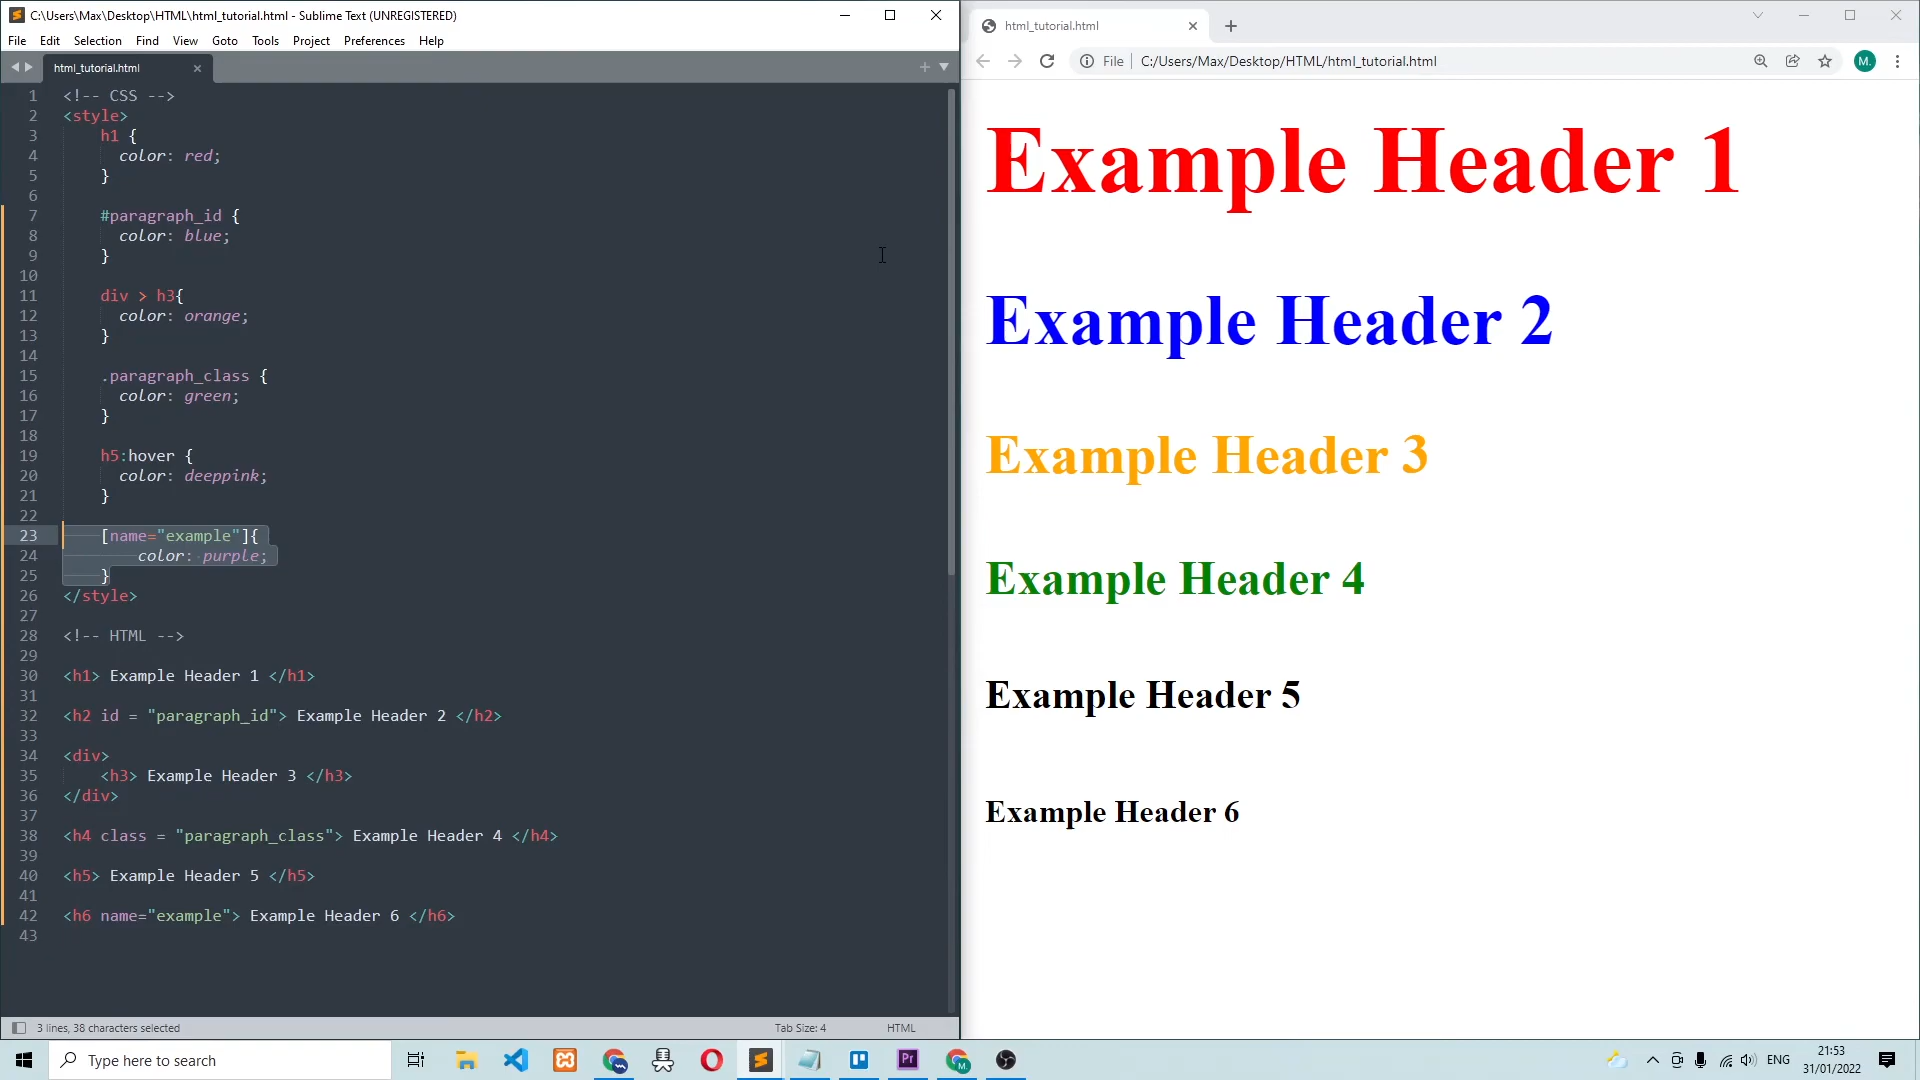 C:\Users\Max\Desktop\HTML\html_tutorial.html - Sublime Text (UNREGISTERED)
File Edit Selection Find View Goto Tools Project Preferences Help
html_tutorial.html
1 <!-- CSS -->
2 <style>
3 h1 {
4 color: red;
5 }
6
7 #paragraph_id {
8 color: blue;
9 }
10
11 div > h3{
12 color: orange;
13 }
14
15 .paragraph_class {
16 color: green;
17 }
18
19 h5:hover {
20 color: deeppink;
21 }
22
23 [name="example"]{
24 color: purple;
25 }
26 </style>
27
28 <!-- HTML -->
29
30 <h1> Example Header 1 </h1>
31
32 <h2 id = "paragraph_id"> Example Header 2 </h2>
33
34 <div>
35 <h3> Example Header 3 </h3>
36 </div>
37
38 <h4 class = "paragraph_class"> Example Header 4 </h4>
39
40 <h5> Example Header 5 </h5>
41
42 <h6 name="example"> Example Header 6 </h6>
43
3 lines, 38 characters selected Tab Size: 4 HTML
html_tutorial.html
File C:/Users/Max/Desktop/HTML/html_tutorial.html M.
Example Header 1
Example Header 2
Example Header 3
Example Header 4
Example Header 5
Example Header 6
Type here to search
Pr
M.
ENG
21:53
31/01/2022